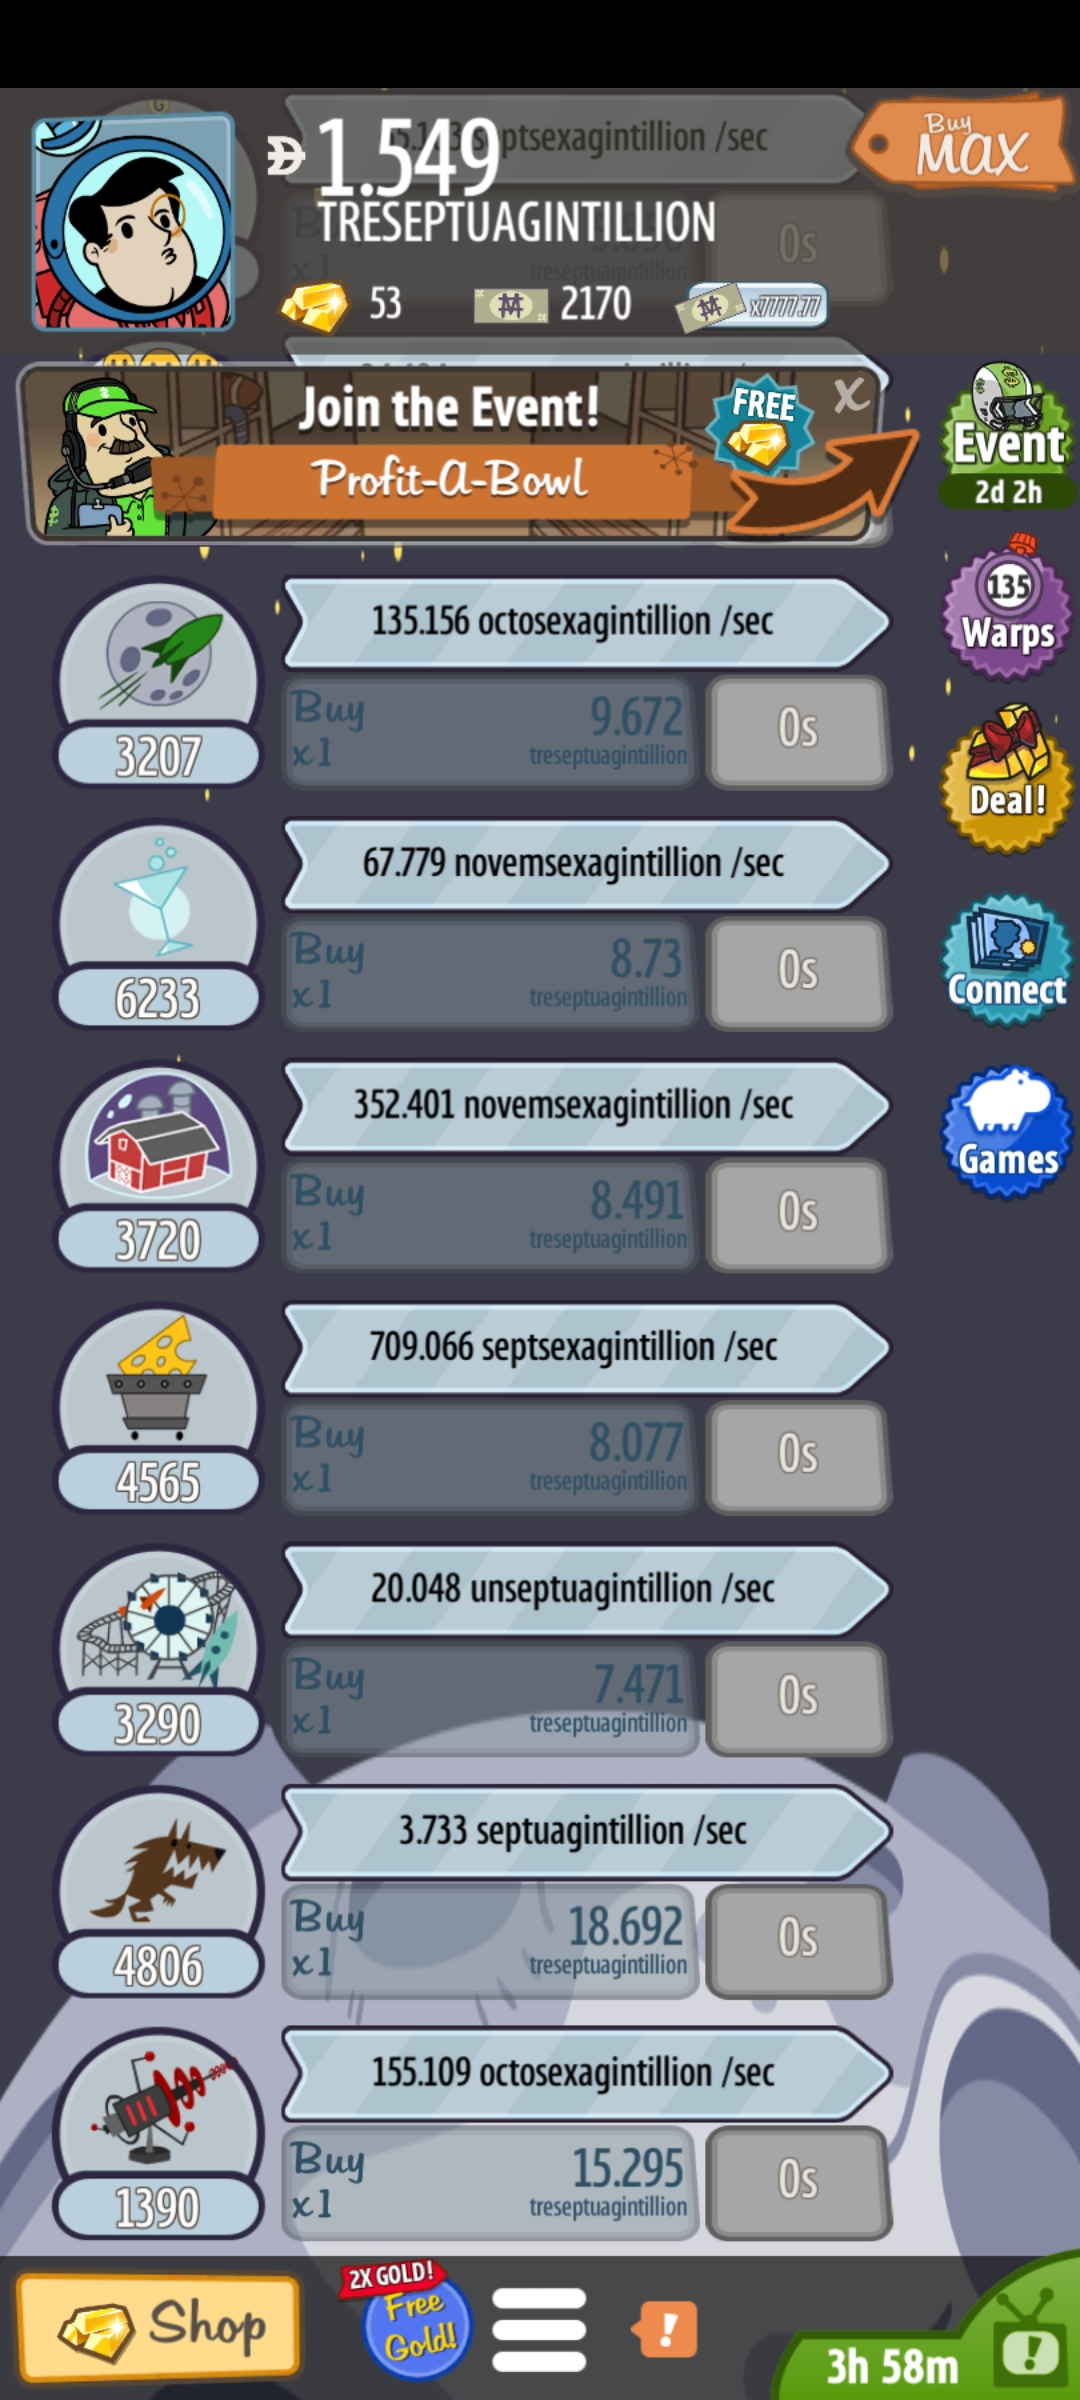 septsexagintillion /sec
1.549
TRESEPTUAGINTILLION
Buy
MAX
0s
x1
treseptuagintillion
53
2170
x7777.77
Join the Event!
Profit-A-Bowl
FREE
X
Event
2d 2h
135.156 octosexagintillion /sec
Buy
x1
9.672
treseptuagintillion
0s
3207
135
Warps
67.779 novemsexagintillion /sec
Buy
x1
8.73
treseptuagintillion
0s
6233
Deal!
352.401 novemsexagintillion /sec
Buy
x1
8.491
treseptuagintillion
0s
3720
Connect
Games
709.066 septsexagintillion /sec
Buy
x1
8.077
treseptuagintillion
0s
4565
20.048 unseptuagintillion /sec
Buy
x1
7.471
treseptuagintillion
0s
3290
3.733 septuagintillion /sec
Buy
x1
18.692
treseptuagintillion
0s
4806
155.109 octosexagintillion /sec
Buy
x1
15.295
treseptuagintillion
0s
1390
Shop
2X GOLD!
Free
Gold!
!
3h 58m
!